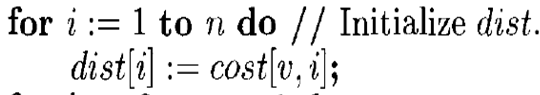 for i := 1 to n do // Initialize dist.
dist[i] := cost[v, i];